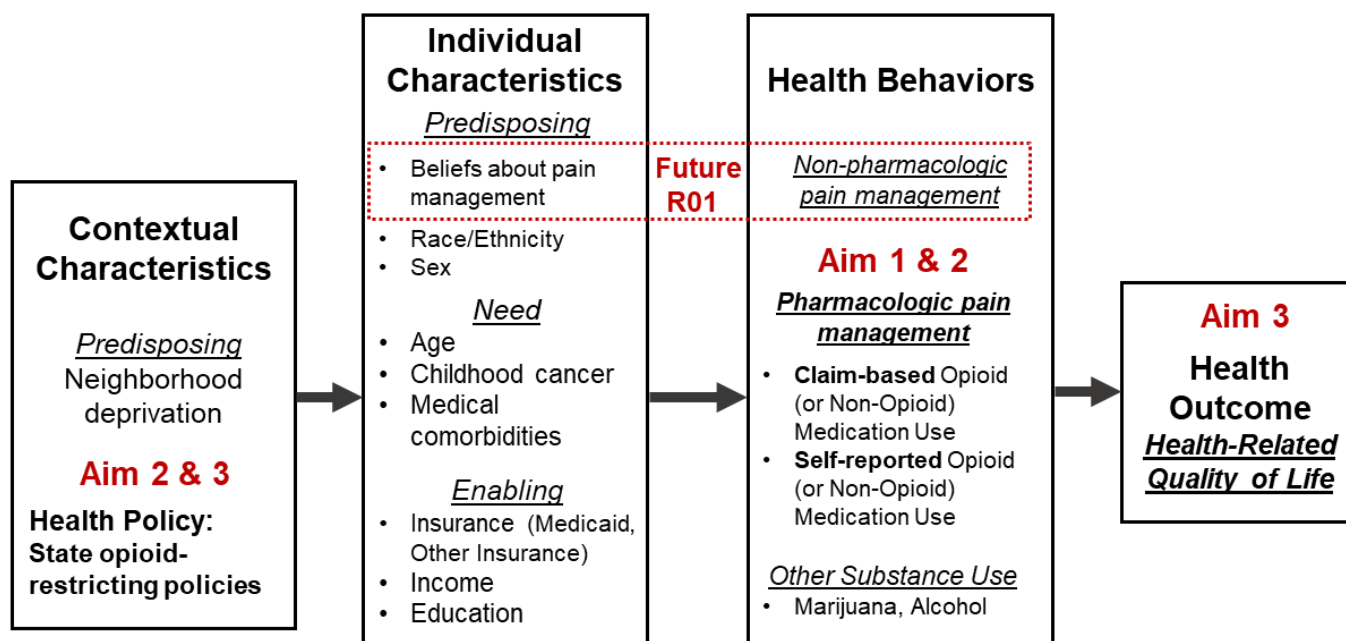 Contextual
Characteristics
Predisposing
Neighborhood
deprivation
Aim 2 & 3
Health Policy:
State opioid-
restricting policies
Individual
Characteristics
Predisposing
• Beliefs about pain
management
• Race/Ethnicity
• Sex
Need
• Age
• Childhood cancer
• Medical
comorbidities
Enabling
• Insurance (Medicaid,
Other Insurance)
• Income
• Education
Future
R01
Health Behaviors
Non-pharmacologic
pain management
Aim 1 & 2
Pharmacologic pain
management
• Claim-based Opioid
(or Non-Opioid)
Medication Use
• Self-reported Opioid
(or Non-Opioid)
Medication Use
Other Substance Use
• Marijuana, Alcohol
Aim 3
Health
Outcome
Health-Related
Quality of Life